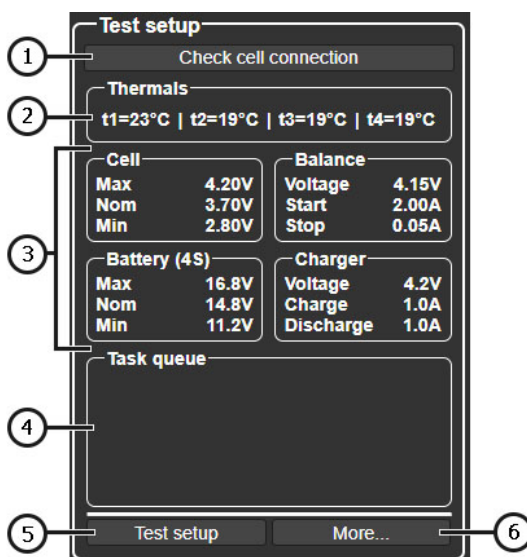 Test setup
1
Check cell connection
Thermals
2
t1=23°C | t2=19°C | t3=19°C | t4=19°C
3
Cell
Max 4.20V
Nom 3.70V
Min 2.80V
Balance
Voltage 4.15V
Start 2.00A
Stop 0.05A
Battery (4S)
Max 16.8V
Nom 14.8V
Min 11.2V
Charger
Voltage 4.2V
Charge 1.0A
Discharge 1.0A
Task queue
4
5
Test setup
More...
6